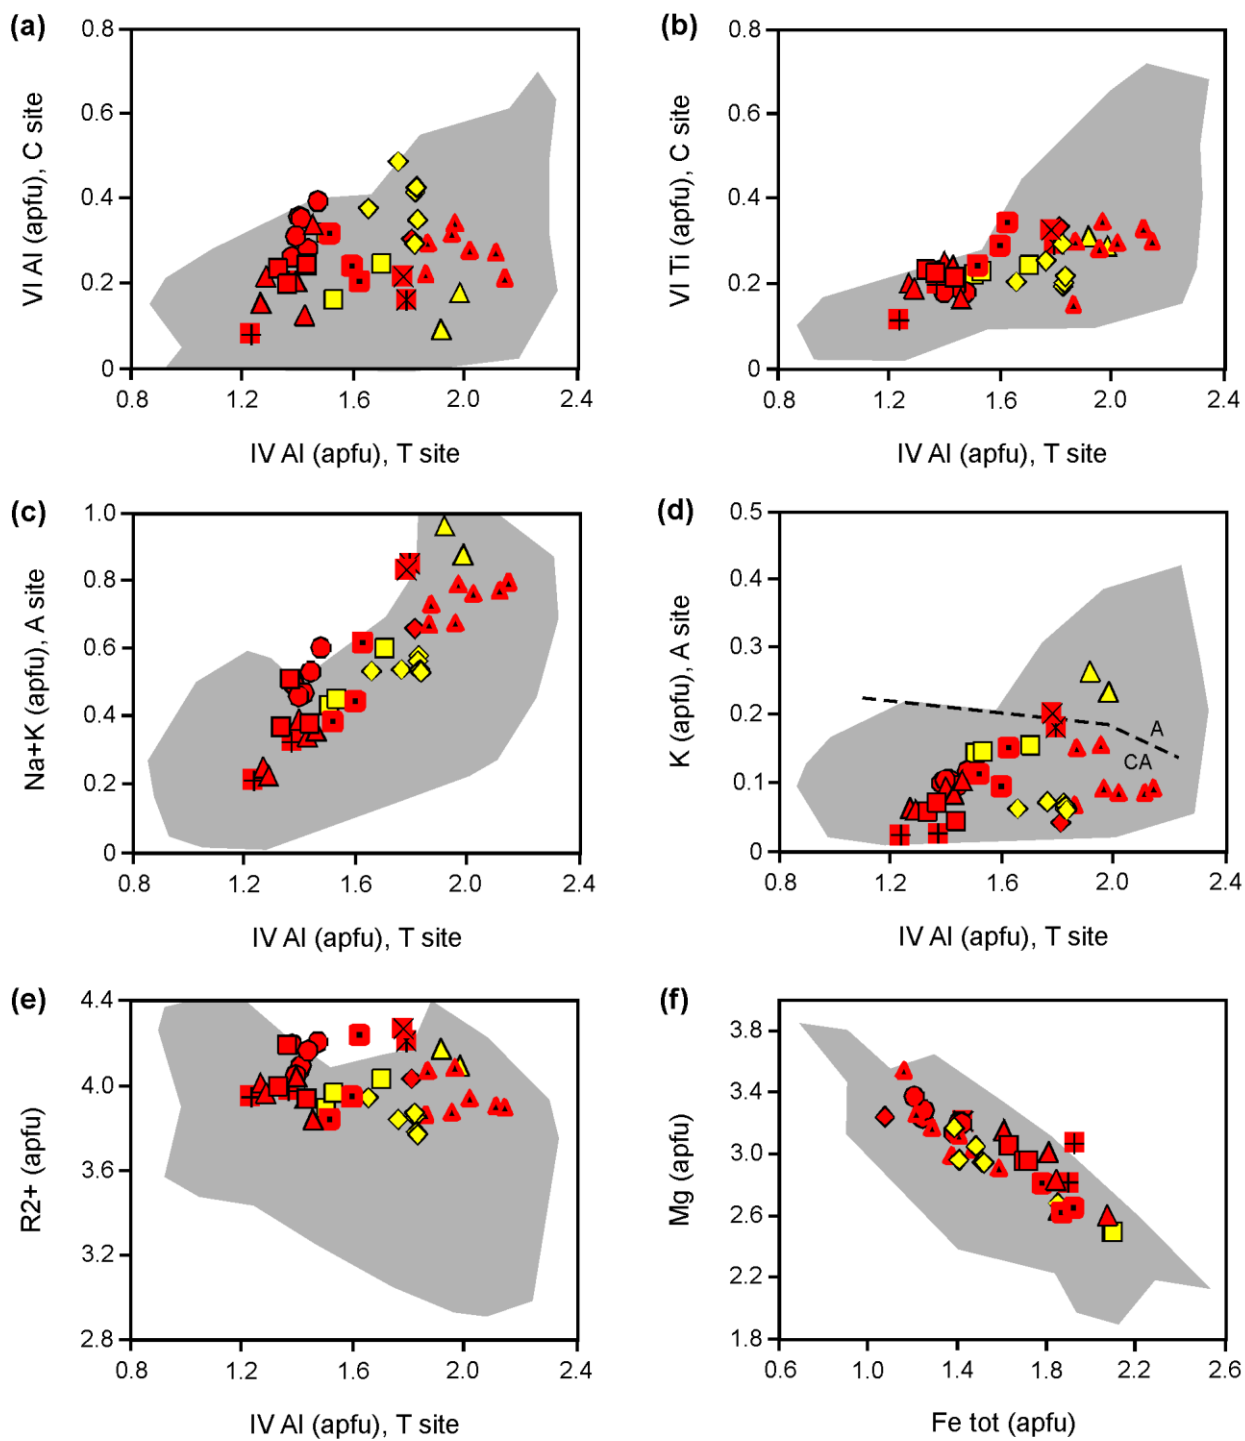 (a)
VI Al (apfu), C site
0.8
0.6
0.4
0.2
0
0.8 1.2 1.6 2.0 2.4
IV Al (apfu), T site
(b)
VI Ti (apfu), C site
0.8
0.6
0.4
0.2
0
0.8 1.2 1.6 2.0 2.4
IV Al (apfu), T site
(c)
Na+K (apfu), A site
1.0
0.8
0.6
0.4
0.2
0
0.8 1.2 1.6 2.0 2.4
IV Al (apfu), T site
(d)
K (apfu), A site
0.5
0.4
0.3
0.2
0.1
0
A
CA
0.8 1.2 1.6 2.0 2.4
IV Al (apfu), T site
(e)
R2+ (apfu)
4.4
4.0
3.6
3.2
2.8
0.8 1.2 1.6 2.0 2.4
IV Al (apfu), T site
(f)
Mg (apfu)
3.8
3.4
3.0
2.6
2.2
1.8
0.6 1.0 1.4 1.8 2.2 2.6
Fe tot (apfu)